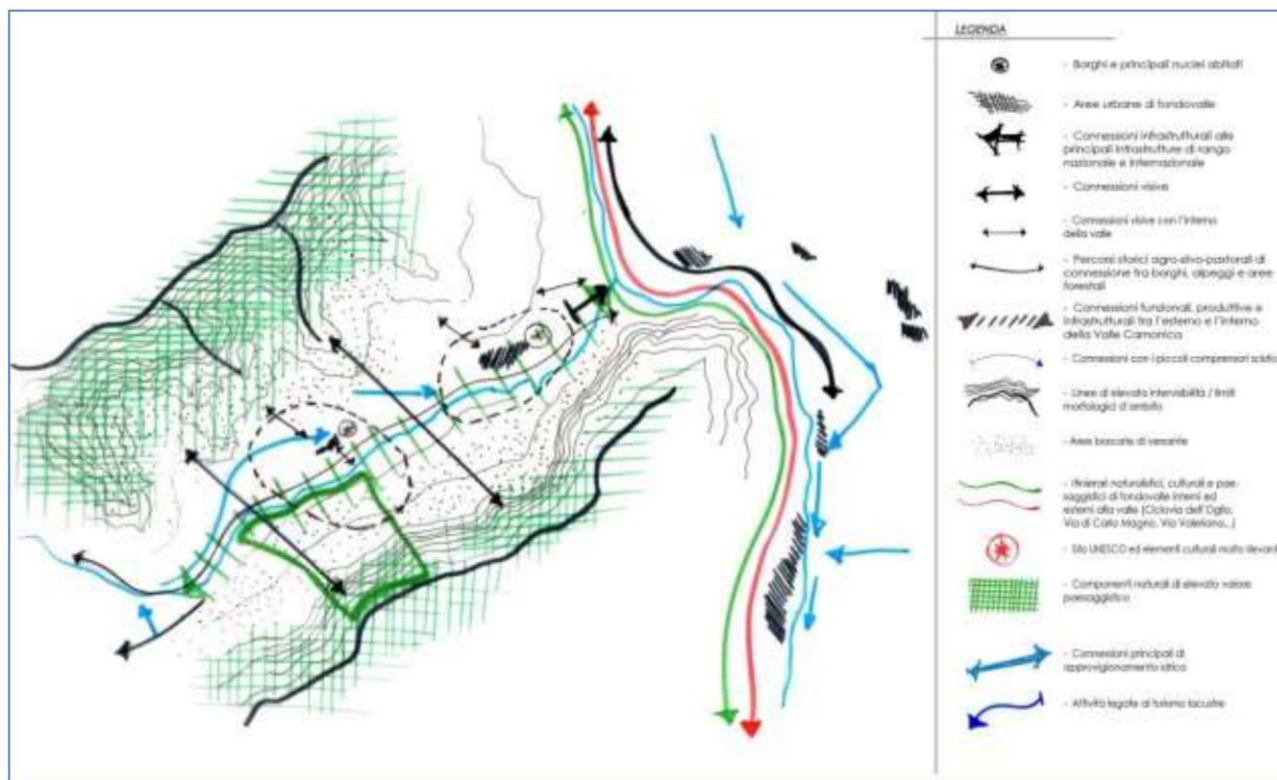 LEGENDA
- Borghi e principali nuclei abitati
- Aree urbane di fondovalle
- Connessioni infrastrutturali alle
principali infrastrutture di rango
nazionale e internazionale
- Connessioni visive
- Connessioni visive con l'interno
della valle
- Percorsi storici agro-silvo-pastorali di
connessione tra borghi, alpeggi e aree
forestali
- Connessioni funzionali, produttive e
infrastrutturali tra l'esterno e l'interno
della Valle Camonica
- Connessioni con i piccoli comprensori sciistici
- Linee di elevata intervisibilità / limiti
morfologici d'ambito
- Aree boscate di versante
- Itinerari naturalistici, culturali e pae-
saggistici di fondovalle interni ed
esterni alla valle (Ciclovia dell'Oglio,
Via di Carlo Magno, Via Valeriana,..)
- Sito UNESCO ed elementi culturali molto rilevanti
- Componenti naturali di elevato valore
paesaggistico
- Connessioni principali di
approvigionamento idrico
- Attività legate al turismo lacustre